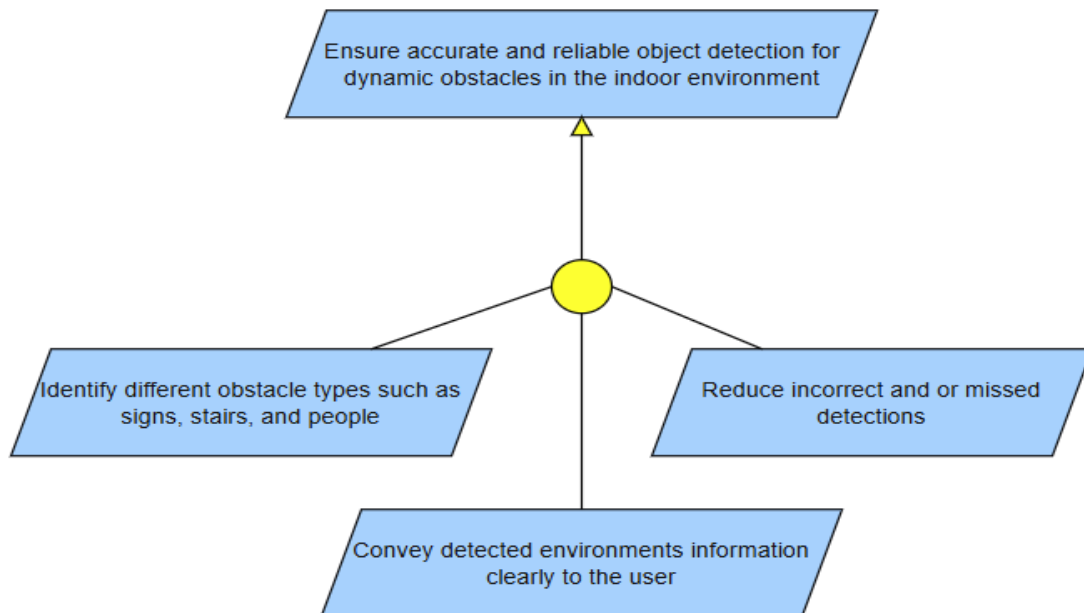 Ensure accurate and reliable object detection for
dynamic obstacles in the indoor environment
Identify different obstacle types such as
signs, stairs, and people
Reduce incorrect and or missed
detections
Convey detected environments information
clearly to the user